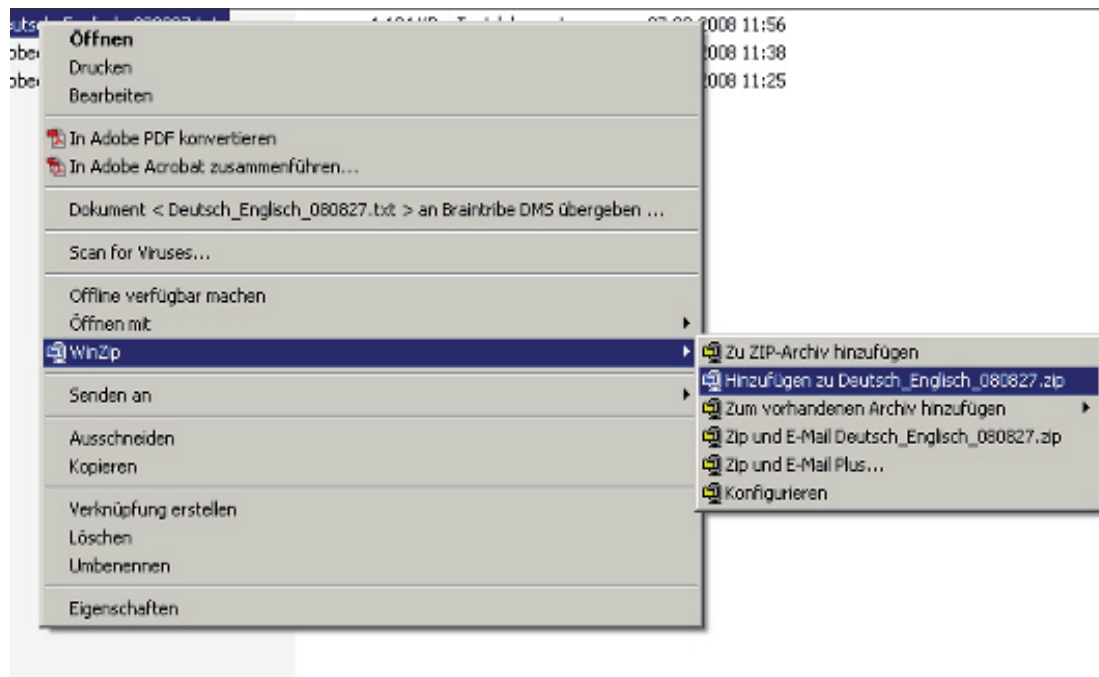 2008 11:56
2008 11:38
2008 11:25
Öffnen
Drucken
Bearbeiten
In Adobe PDF konvertieren
In Adobe Acrobat zusammenführen...
Dokument < Deutsch_Englisch_080827.txt > an Braintribe DMS übergeben ...
Scan for Viruses...
Offline verfügbar machen
Öffnen mit
WinZip
Zu ZIP-Archiv hinzufügen
Hinzufügen zu Deutsch_Englisch_080827.zip
Zum vorhandenen Archiv hinzufügen
Zip und E-Mail Deutsch_Englisch_080827.zip
Zip und E-Mail Plus...
Konfigurieren
Senden an
Ausschneiden
Kopieren
Verknüpfung erstellen
Löschen
Umbenennen
Eigenschaften